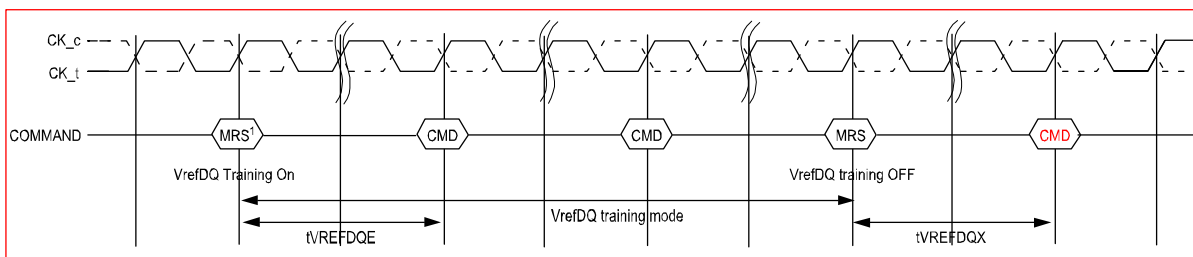 CK_c
CK_t
COMMAND MRS¹ CMD CMD MRS CMD
VrefDQ Training On VrefDQ training OFF
VrefDQ training mode
tVREFDQE tVREFDQX